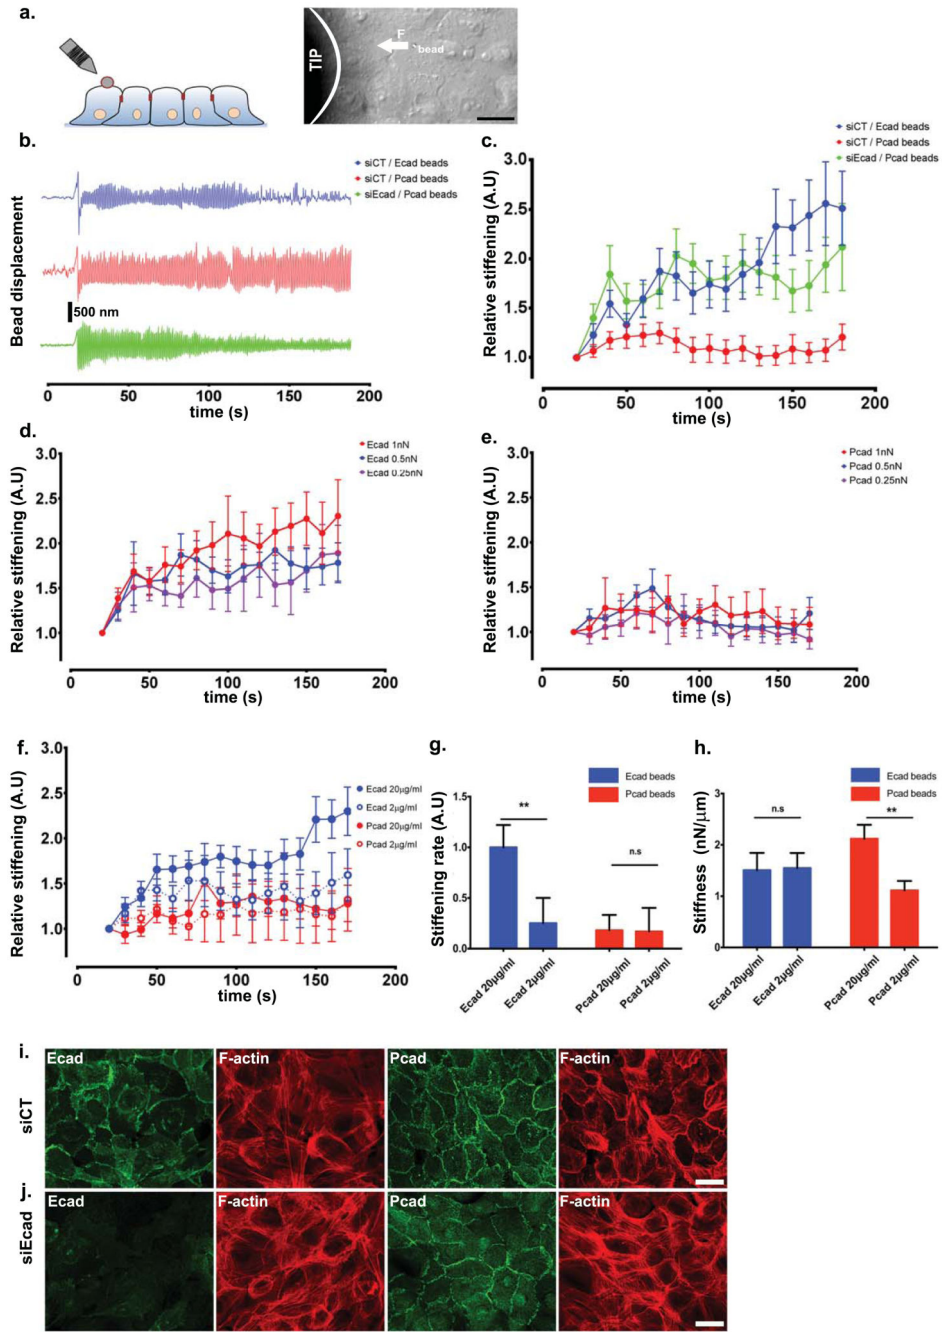 a.
TIP
F
bead
b.
siCT / Ecad beads
siCT / Pcad beads
siEcad / Pcad beads
Bead displacement
500 nm
0 50 100 150 200
time (s)
c.
siCT / Ecad beads
siCT / Pcad beads
siEcad / Pcad beads
Relative stiffening (A.U)
3.0
2.5
2.0
1.5
1.0
0 50 100 150 200
time (s)
d.
Ecad 1nN
Ecad 0.5nN
Ecad 0.25nN
Relative stiffening (A.U)
3.0
2.5
2.0
1.5
1.0
0 50 100 150 200
time (s)
e.
Pcad 1nN
Pcad 0.5nN
Pcad 0.25nN
Relative stiffening (A.U)
3.0
2.5
2.0
1.5
1.0
0 50 100 150 200
time (s)
f.
Ecad 20µg/ml
Ecad 2µg/ml
Pcad 20µg/ml
Pcad 2µg/ml
Relative stiffening (A.U)
3.0
2.5
2.0
1.5
1.0
0 50 100 150 200
time (s)
g.
Ecad beads
Pcad beads
Stiffening rate (A.U)
1.5
1.0
0.5
0.0
**
n.s
Ecad 20µg/ml
Ecad 2µg/ml
Pcad 20µg/ml
Pcad 2µg/ml
h.
Ecad beads
Pcad beads
Stiffness (nN/µm)
3
2
1
0
n.s
**
Ecad 20µg/ml
Ecad 2µg/ml
Pcad 20µg/ml
Pcad 2µg/ml
i.
siCT
Ecad
F-actin
Pcad
F-actin
j.
siEcad
Ecad
F-actin
Pcad
F-actin